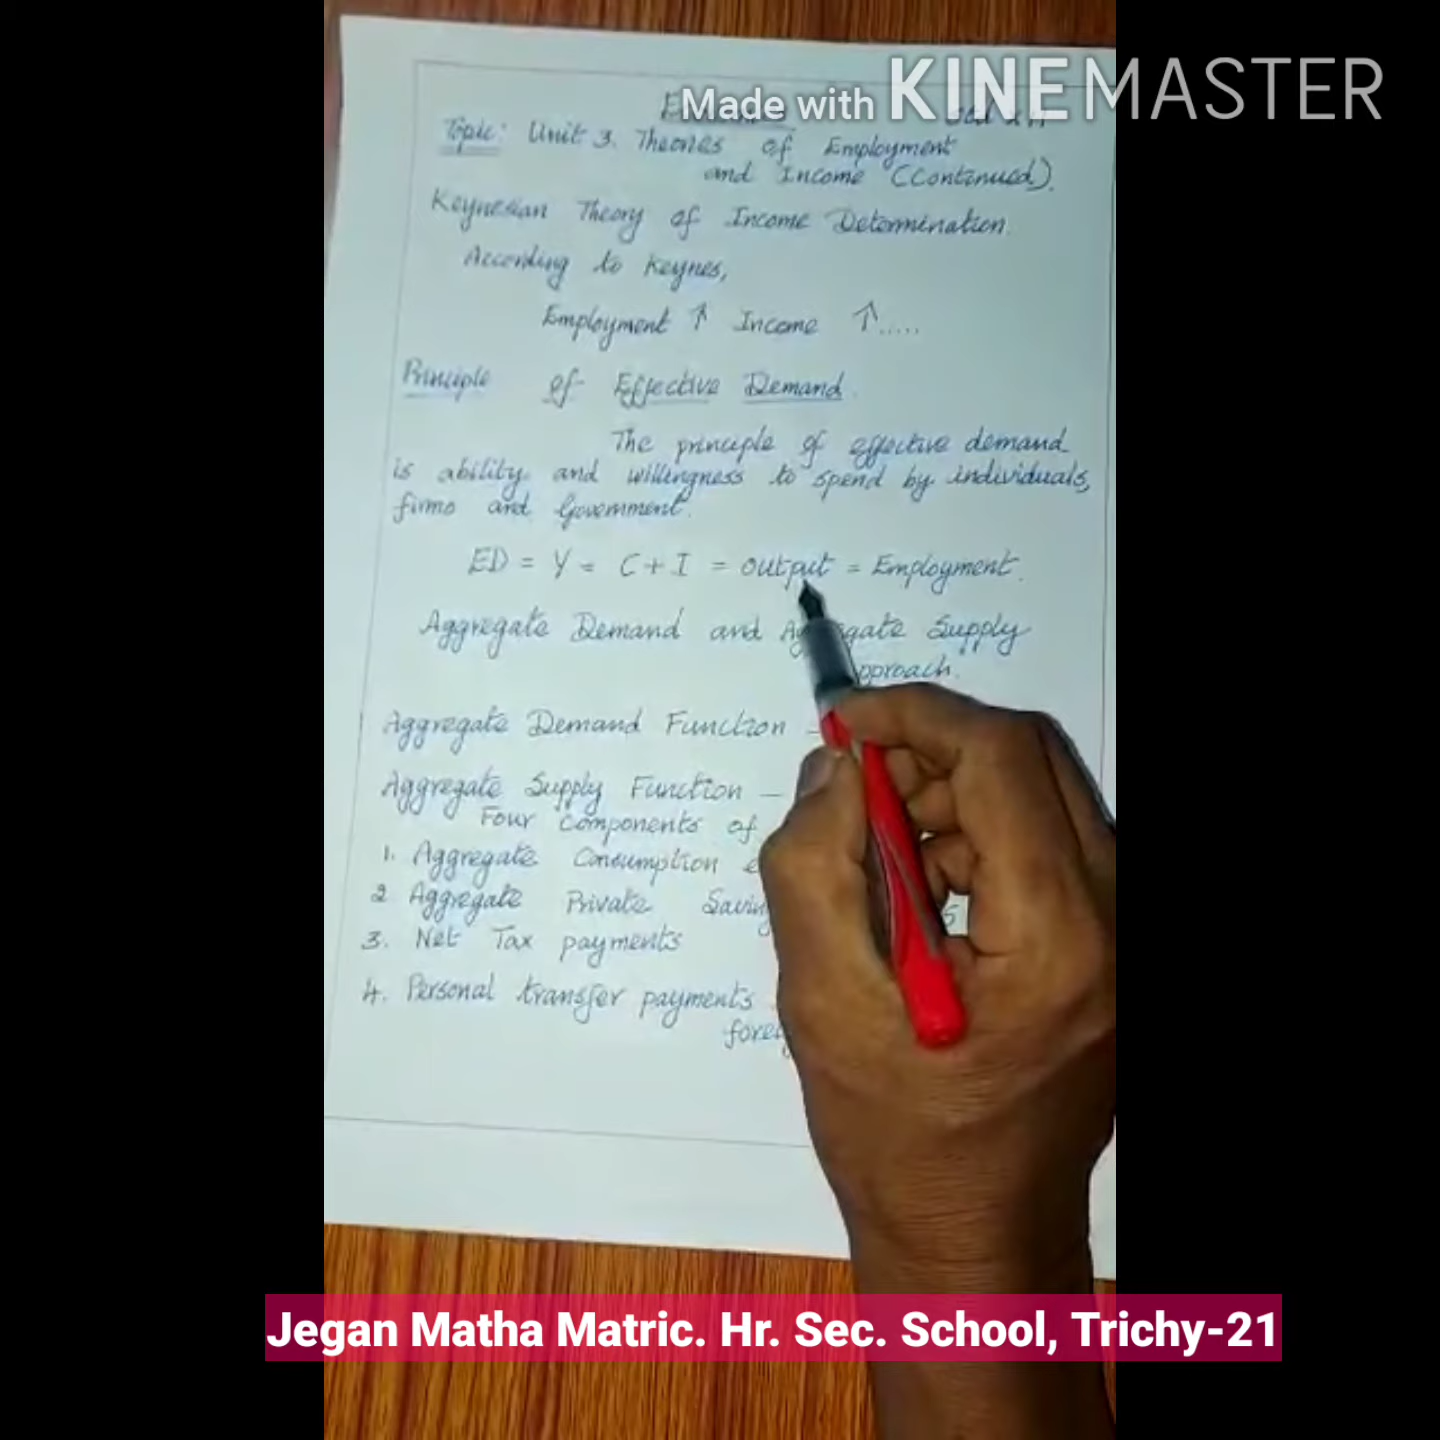 Made with KINEMASTER
Topic: Unit 3. Theories of Employment
and Income (Continued).
Keynesian Theory of Income Determination.
According to Keynes,
Employment ↑ Income ↑.....
Principle of Effective Demand.
The principle of effective demand
is ability and willingness to spend by individuals,
firms and Government.
ED = Y = C + I = output = Employment.
Aggregate Demand and Aggregate Supply
pproach.
Aggregate Demand Function -
Aggregate Supply Function -
Four Components of
1. Aggregate Consumption
2 Aggregate Private Saving
3. Net Tax payments
4. Personal transfer payments
Jegan Matha Matric. Hr. Sec. School, Trichy-21